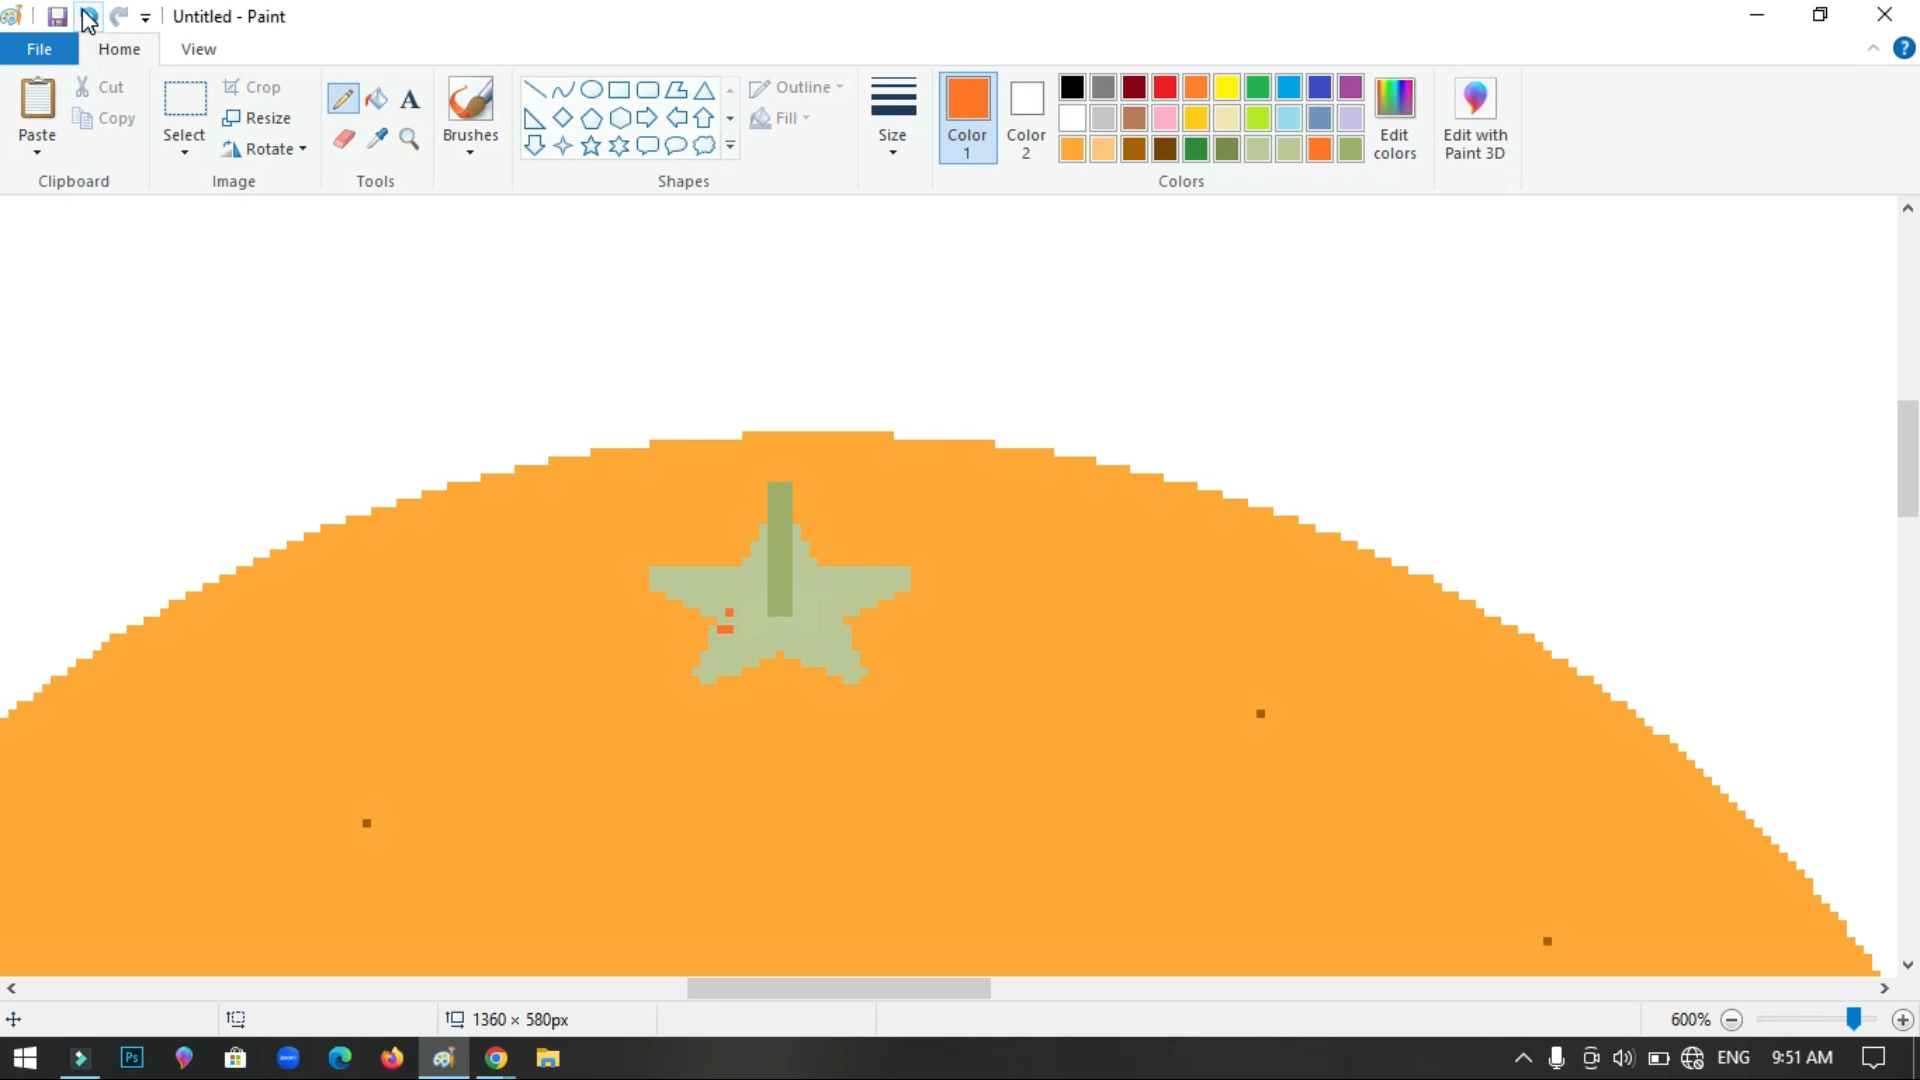 Untitled - Paint
File Home View
Paste Cut Copy Clipboard
Select Crop Resize Rotate Image
Tools
Brushes
Outline Fill Shapes
Size
Color 1
Color 2
Edit colors
Colors
Edit with Paint 3D
1360 × 580px 600%
Ps zoom ENG 9:51 AM